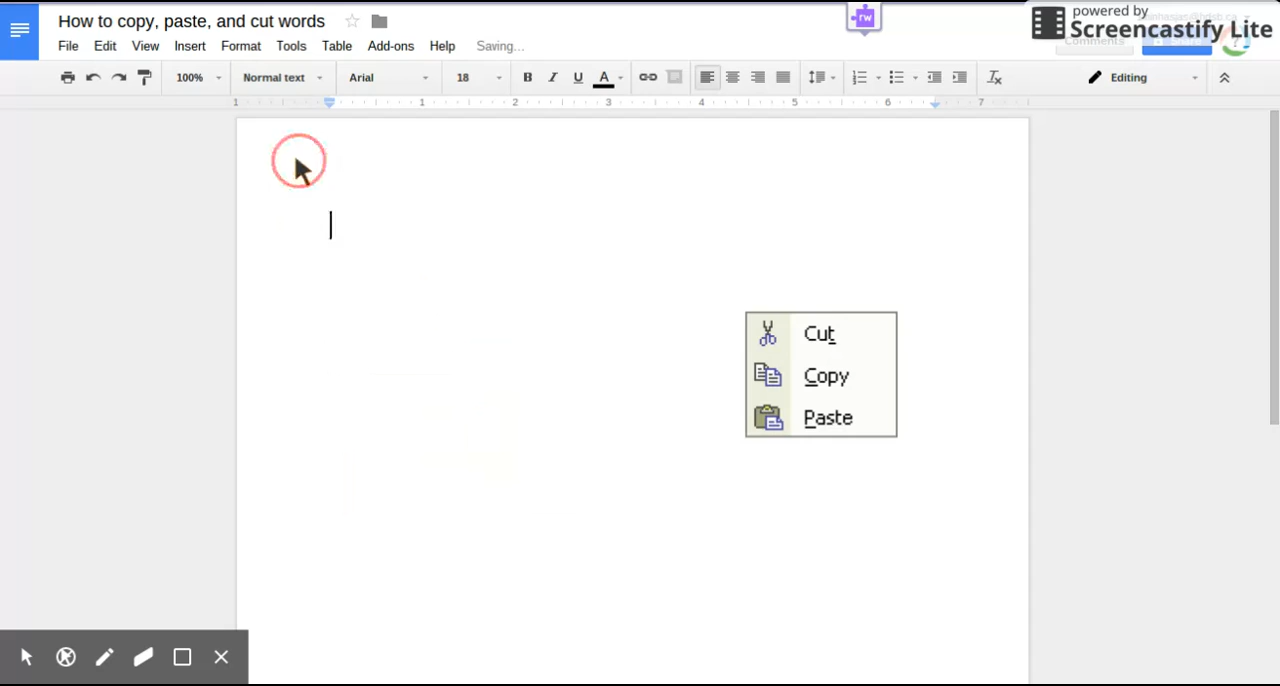 How to copy, paste, and cut words
powered by
Screencastify Lite
rw
File Edit View Insert Format Tools Table Add-ons Help Saving...
Comments
100% Normal text Arial 18 B I U A Editing
1 1 2 3 4 5 6 7
Cut
Copy
Paste